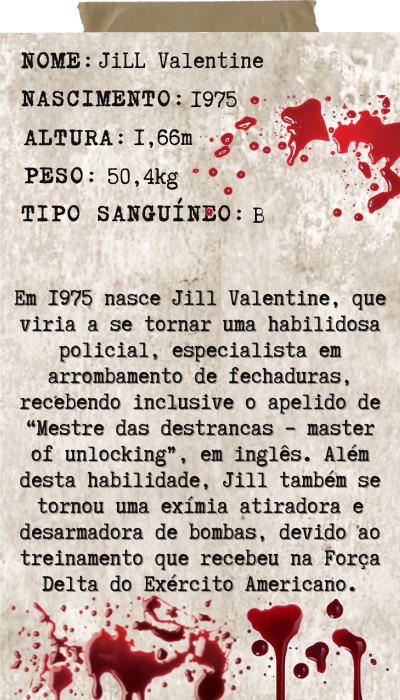 NOME: JiLL Valentine
NASCIMENTO: I975
ALTURA: I,66m
PESO: 50,4kg
TIPO SANGUÍNEO: B
Em I975 nasce Jill Valentine, que
viria a se tornar uma habilidosa
policial, especialista em
arrombamento de fechaduras,
recebendo inclusive o apelido de
“Mestre das destrancas - master
of unlocking”, em inglês. Além
desta habilidade, Jill também se
tornou uma exímia atiradora e
desarmadora de bombas, devido ao
treinamento que recebeu na Força
Delta do Exército Americano.